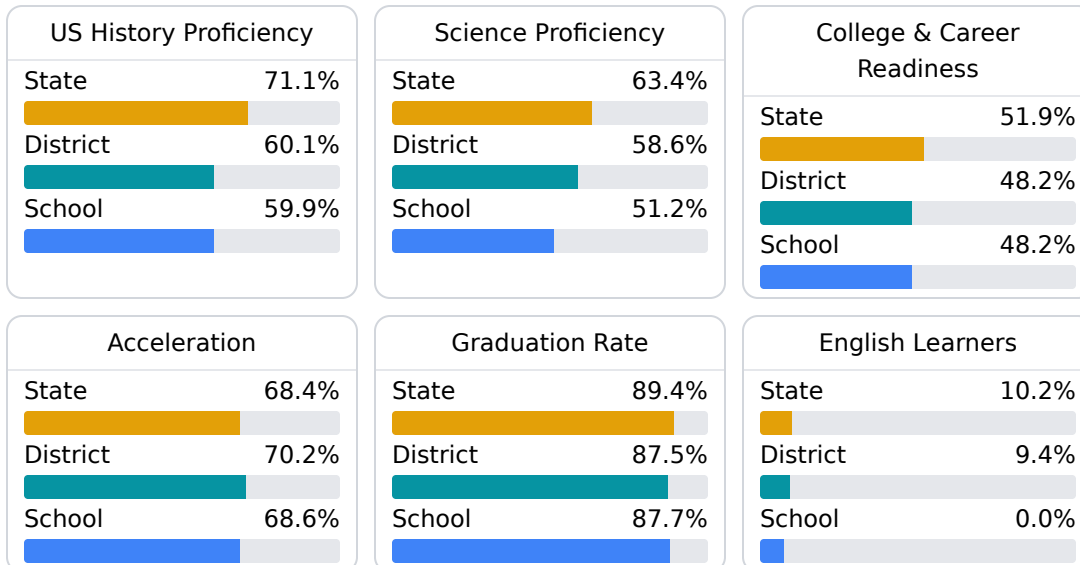 US History Proficiency
State 71.1%
District 60.1%
School 59.9%
Science Proficiency
State 63.4%
District 58.6%
School 51.2%
College & Career
Readiness
State 51.9%
District 48.2%
School 48.2%
Acceleration
State 68.4%
District 70.2%
School 68.6%
Graduation Rate
State 89.4%
District 87.5%
School 87.7%
English Learners
State 10.2%
District 9.4%
School 0.0%